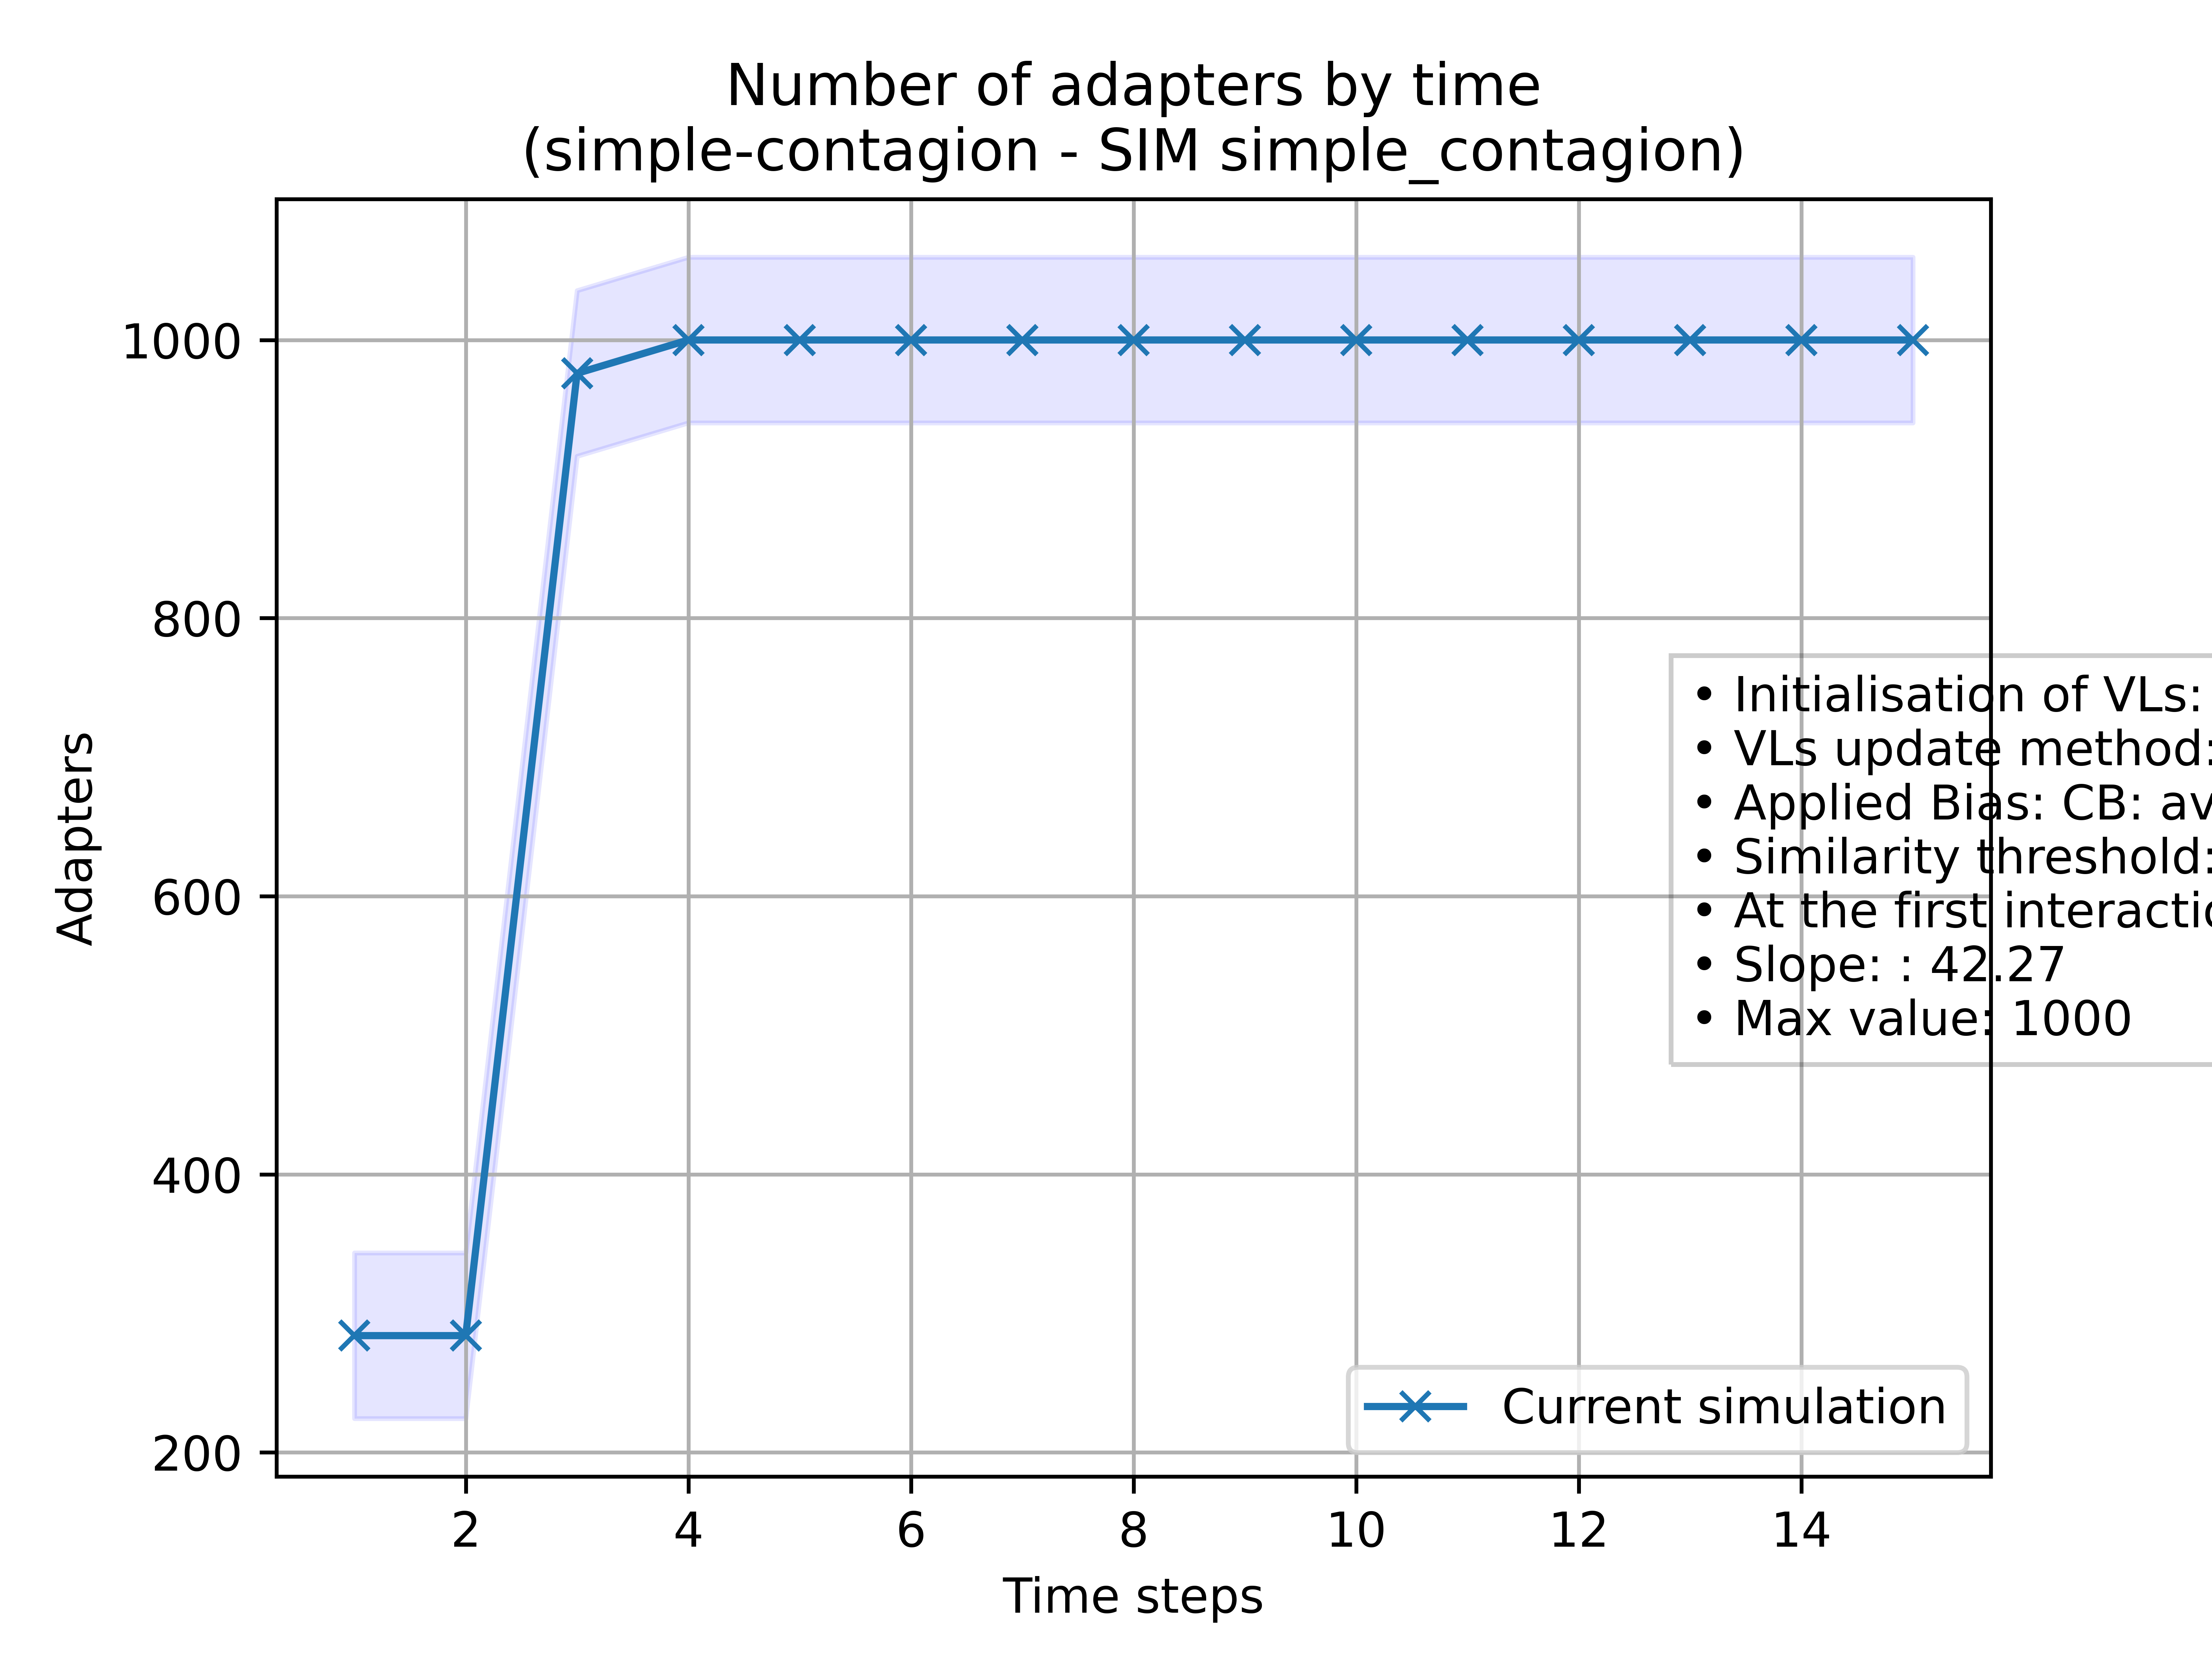 Number of adapters by time
(simple-contagion - SIM simple_contagion)
1000
800
600
400
200
Adapters
• Initialisation of VLs:
• VLs update method:
• Applied Bias: CB:
• Similarity threshold:
• At the first
• Slope: : 42.27
• Max value: 1000
Current simulation
2 4 6 8 10 12 14
Time steps